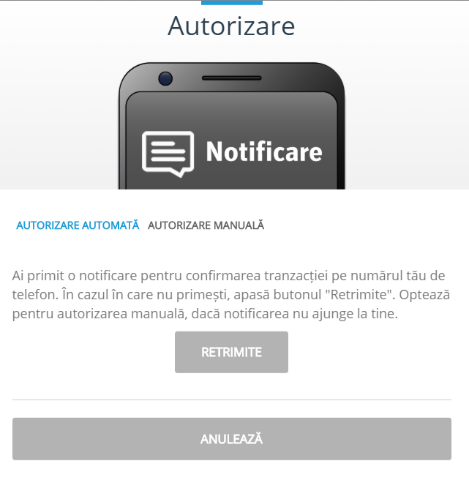 Autorizare
Notificare
AUTORIZARE AUTOMATĂ AUTORIZARE MANUALĂ
Ai primit o notificare pentru confirmarea tranzacției pe numărul tău de
telefon. În cazul în care nu primești, apasă butonul "Retrimite". Optează
pentru autorizarea manuală, dacă notificarea nu ajunge la tine.
RETRIMITE
ANULEAZĂ